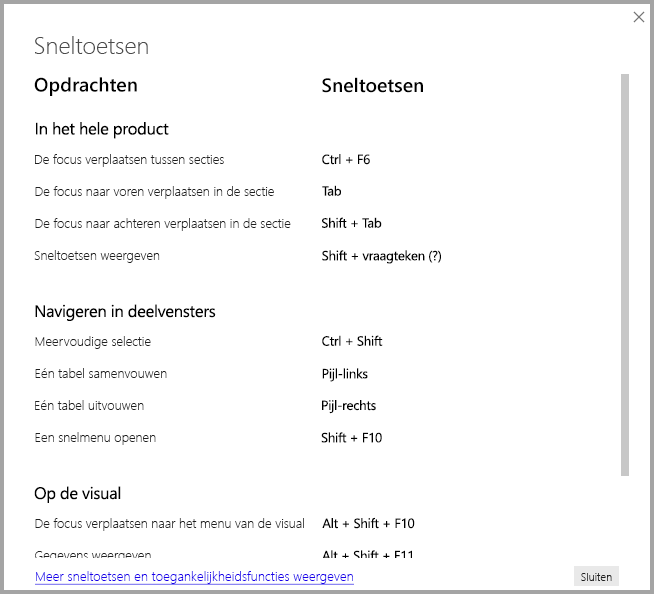 Sneltoetsen
Opdrachten Sneltoetsen
In het hele product
De focus verplaatsen tussen secties Ctrl + F6
De focus naar voren verplaatsen in de sectie Tab
De focus naar achteren verplaatsen in de sectie Shift + Tab
Sneltoetsen weergeven Shift + vraagteken (?)
Navigeren in deelvensters
Meervoudige selectie Ctrl + Shift
Eén tabel samenvouwen Pijl-links
Eén tabel uitvouwen Pijl-rechts
Een snelmenu openen Shift + F10
Op de visual
De focus verplaatsen naar het menu van de visual Alt + Shift + F10
Gegevens weergeven Alt + Shift + F11
Meer sneltoetsen en toegankelijkheidsfuncties weergeven Sluiten